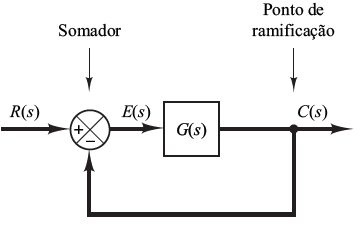 Ponto de
ramificação
Somador
R(s)
+
−
E(s)
G(s)
C(s)